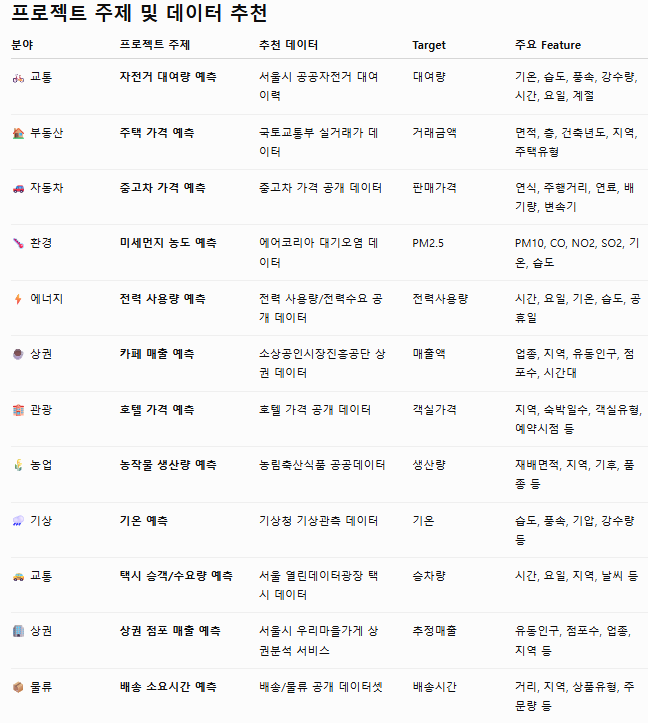 프로젝트 주제 및 데이터 추천
분야 프로젝트 주제 추천 데이터 Target 주요 Feature
교통 자전거 대여량 예측 서울시 공공자전거 대여 대여량 기온, 습도, 풍속, 강수량,
이력 시간, 요일, 계절
부동산 주택 가격 예측 국토교통부 실거래가 데 거래금액 면적, 층, 건축년도, 지역,
이터 주택유형
자동차 중고차 가격 예측 중고차 가격 공개 데이터 판매가격 연식, 주행거리, 연료, 배
기량, 변속기
환경 미세먼지 농도 예측 에어코리아 대기오염 데 PM2.5 PM10, CO, NO2, SO2, 기
이터 온, 습도
에너지 전력 사용량 예측 전력 사용량/전력수요 공 전력사용량 시간, 요일, 기온, 습도, 공
개 데이터 휴일
상권 카페 매출 예측 소상공인시장진흥공단 상 매출액 업종, 지역, 유동인구, 점
권 데이터 포수, 시간대
관광 호텔 가격 예측 호텔 가격 공개 데이터 객실가격 지역, 숙박일수, 객실유형,
예약시점 등
농업 농작물 생산량 예측 농림축산식품 공공데이터 생산량 재배면적, 지역, 기후, 품
종 등
기상 기온 예측 기상청 기상관측 데이터 기온 습도, 풍속, 기압, 강수량
등
교통 택시 승객/수요량 예측 서울 열린데이터광장 택 승차량 시간, 요일, 지역, 날씨 등
시 데이터
상권 상권 점포 매출 예측 서울시 우리마을가게 상 추정매출 유동인구, 점포수, 업종,
권분석 서비스 지역 등
물류 배송 소요시간 예측 배송/물류 공개 데이터셋 배송시간 거리, 지역, 상품유형, 주
문량 등